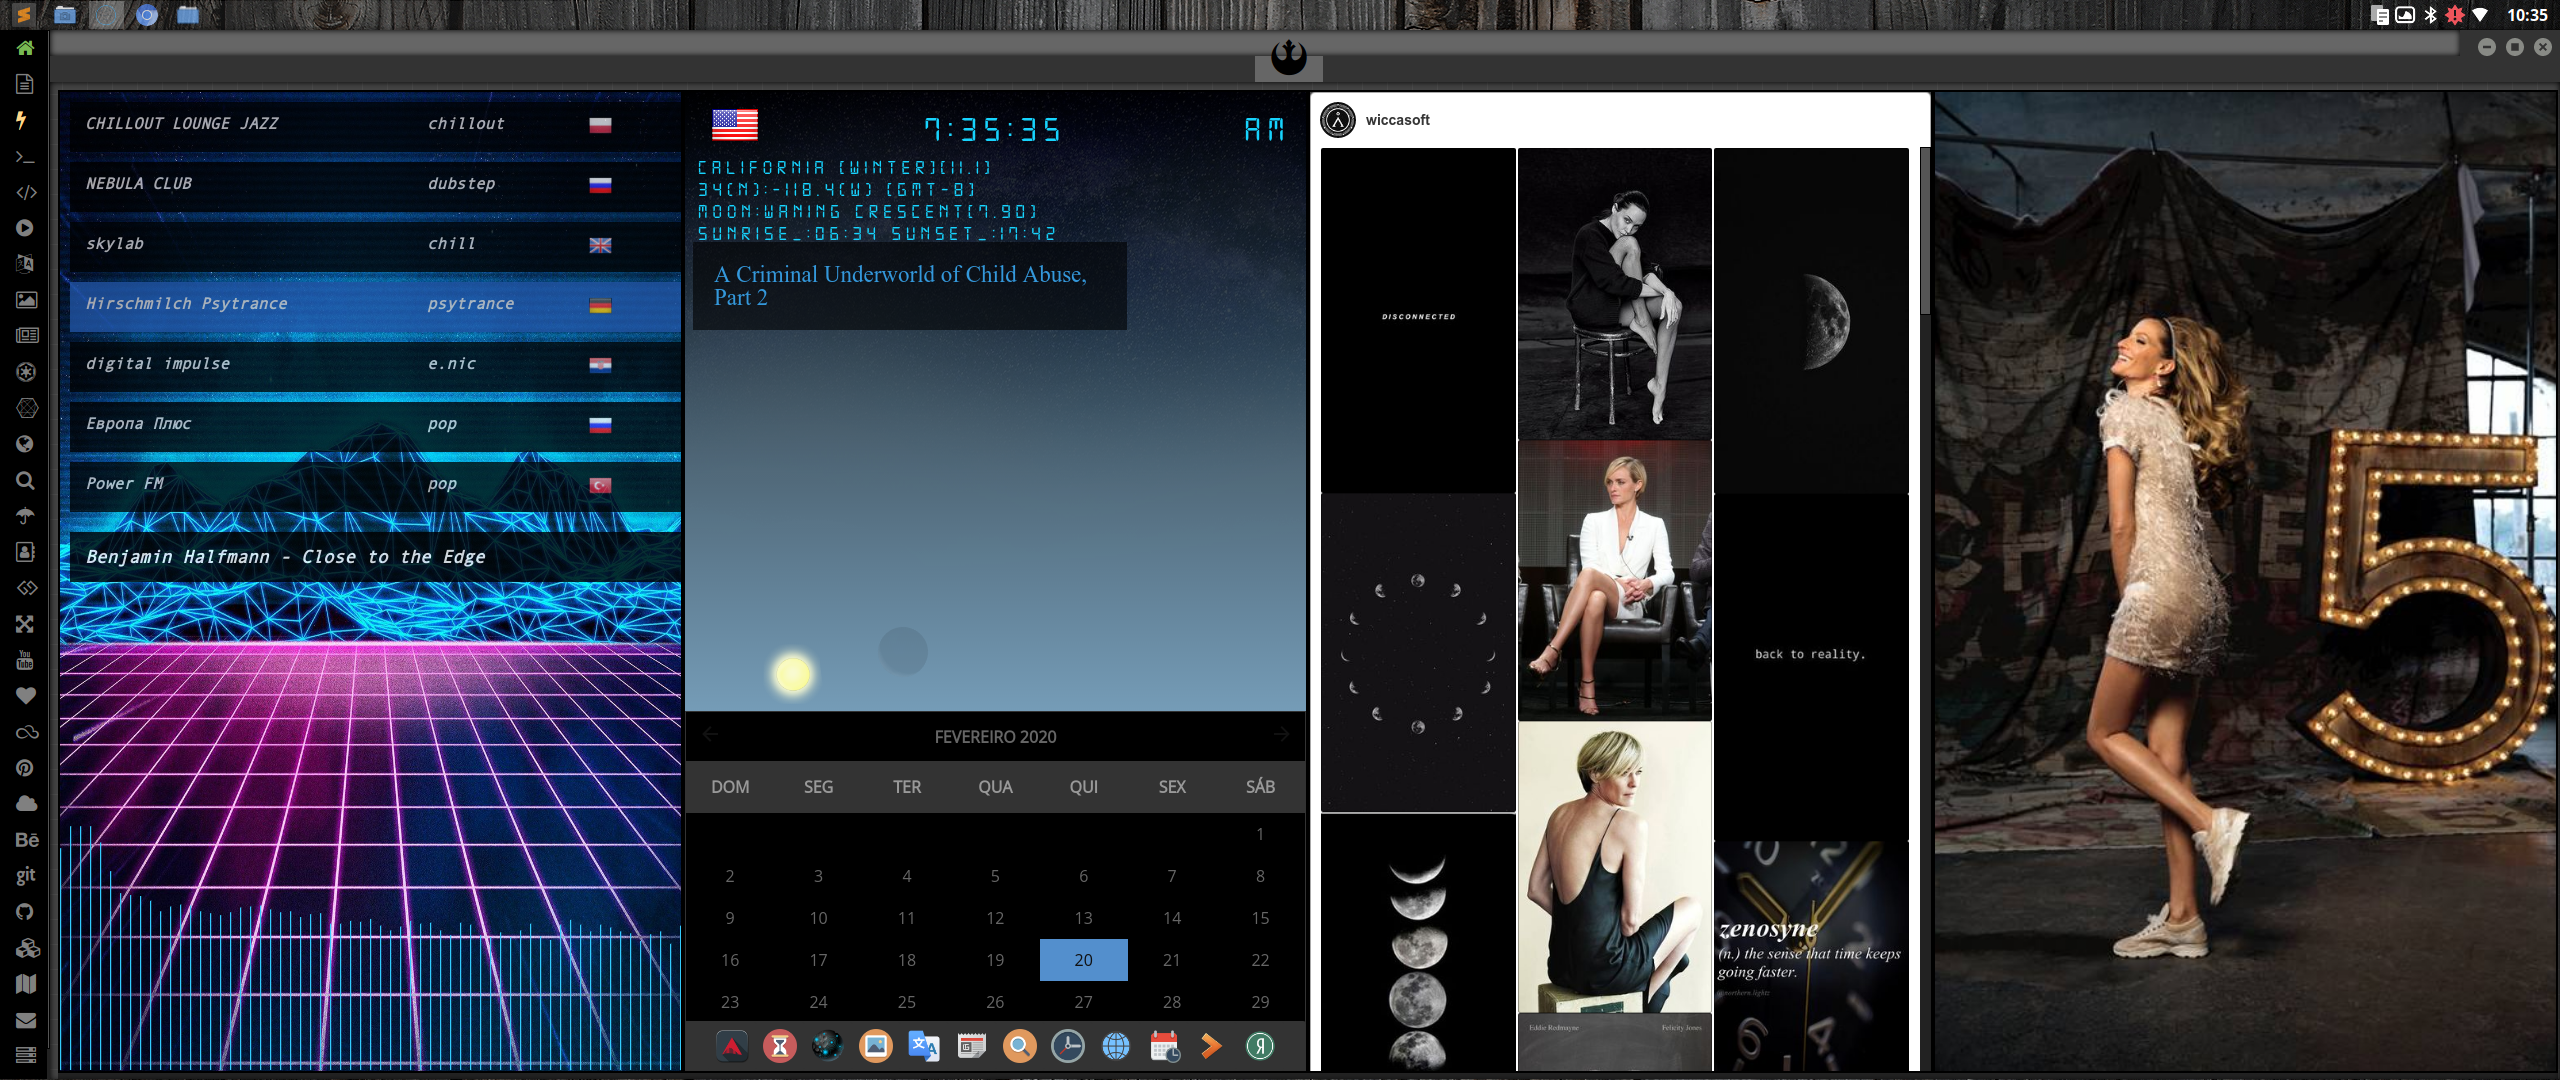 10:35
CHILLOUT LOUNGE JAZZ chillout
NEBULA CLUB dubstep
skylab chill
Hirschmilch Psytrance psytrance
digital impulse e.nic
Европа Плюс pop
Power FM pop
Benjamin Halfmann - Close to the Edge
You
Tube
Bē
git
7:35:35 AM
CALIFORNIA (WINTER)(11.1)
34(N):-118.4(W) (GMT-8)
MOON:WANING CRESCENT(7.90)
SUNRISE_:06:34 SUNSET_:17:42
A Criminal Underworld of Child Abuse,
Part 2
FEVEREIRO 2020
DOM SEG TER QUA QUI SEX SÁB
1
2 3 4 5 6 7 8
9 10 11 12 13 14 15
16 17 18 19 20 21 22
23 24 25 26 27 28 29
Я
wiccasoft
DISCONNECTED
back to reality.
zenosyne
(n.) the sense that time keeps
going faster.
Eddie Redmayne Felicity Jones
5